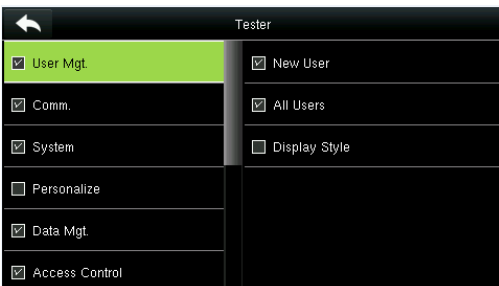 Tester
User Mgt.
Comm.
System
Personalize
Data Mgt.
Access Control
New User
All Users
Display Style